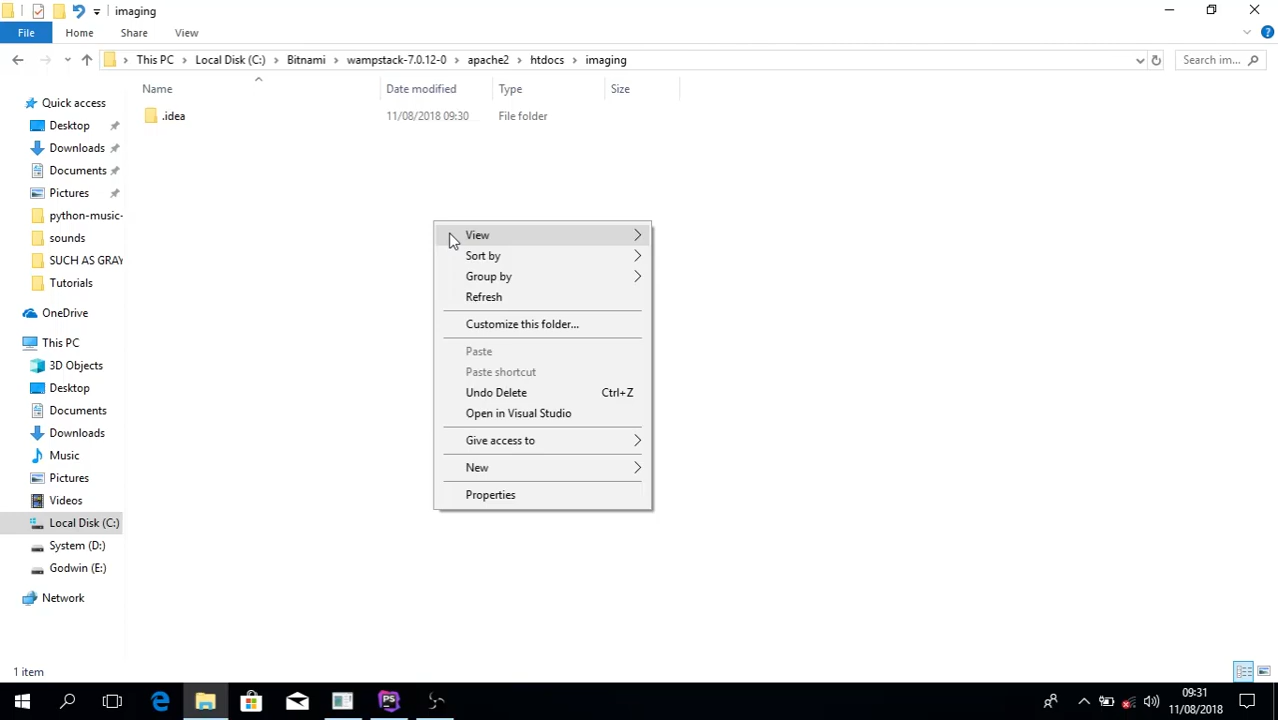 imaging
File Home Share View
This PC Local Disk (C:) Bitnami wampstack-7.0.12-0 apache2 htdocs imaging Search im...
Name Date modified Type Size
.idea 11/08/2018 09:30 File folder
Quick access
Desktop
Downloads
Documents
Pictures
python-music-
sounds
SUCH AS GRAY
Tutorials
OneDrive
This PC
3D Objects
Desktop
Documents
Downloads
Music
Pictures
Videos
Local Disk (C:)
System (D:)
Godwin (E:)
Network
View
Sort by
Group by
Refresh
Customize this folder...
Paste
Paste shortcut
Undo Delete Ctrl+Z
Open in Visual Studio
Give access to
New
Properties
1 item
PS
09:31
11/08/2018